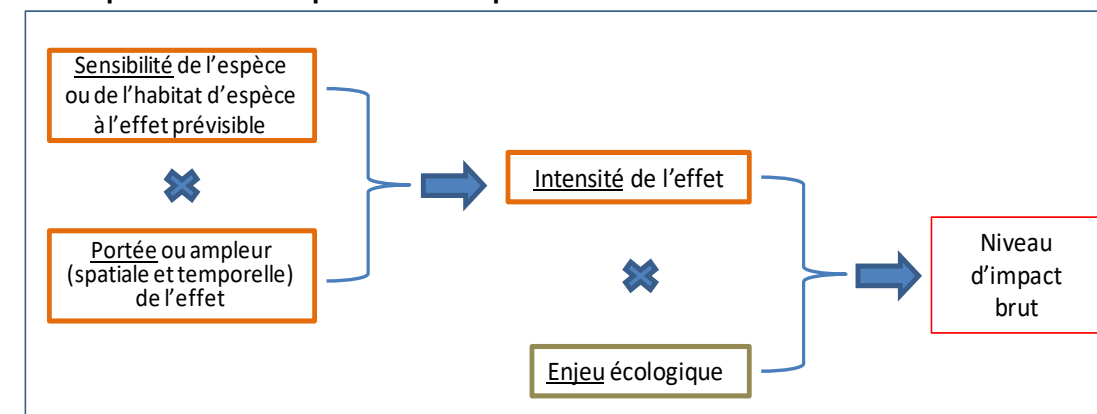 Sensibilité de l’espèce
ou de l’habitat d’espèce
à l’effet prévisible
Portée ou ampleur
(spatiale et temporelle)
de l’effet
Intensité de l’effet
Enjeu écologique
Niveau
d’impact
brut